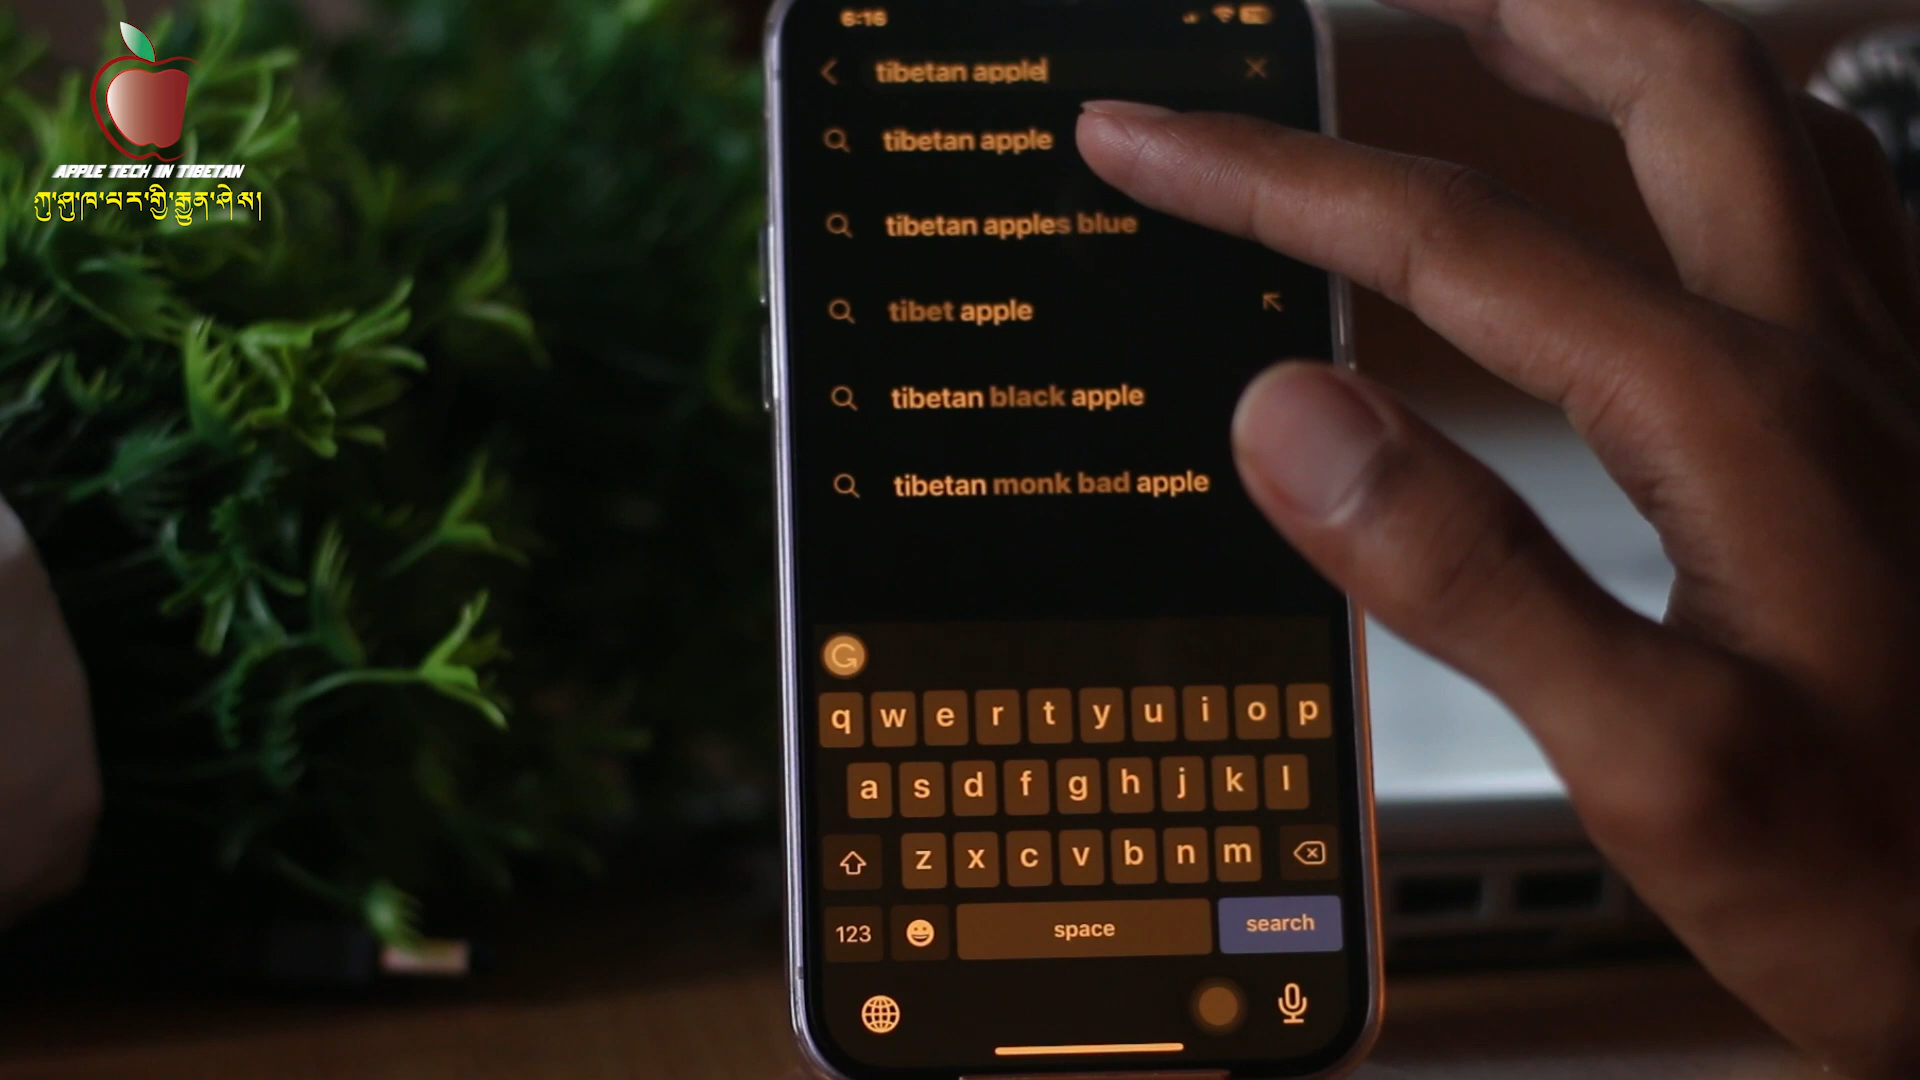 APPLE TECH IN TIBETAN
ཀུ་ཤུ་ཁ་པར་གྱི་རྒྱུན་ཤེས།
6:16
tibetan apple
tibetan apple
tibetan apples blue
tibet apple
tibetan black apple
tibetan monk bad apple
q w e r t y u i o p
a s d f g h j k l
z x c v b n m
123 space search